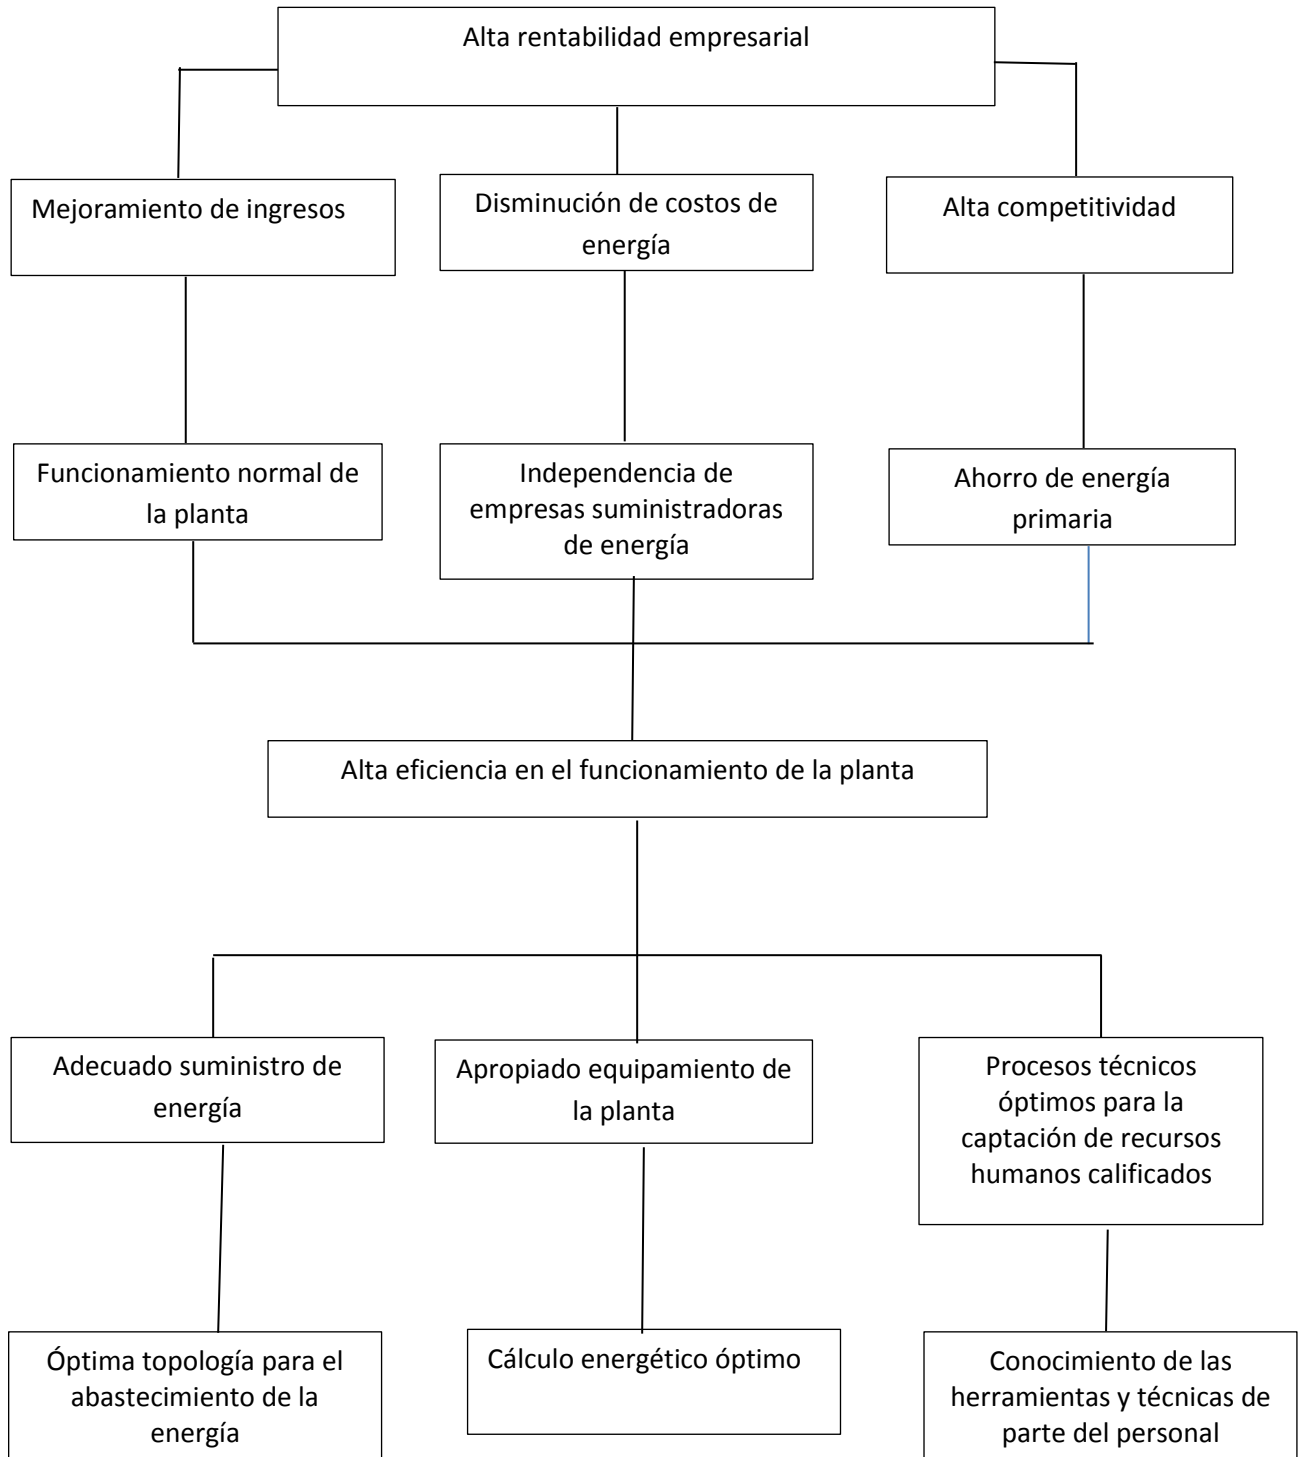 Alta rentabilidad empresarial
Mejoramiento de ingresos
Disminución de costos de
energía
Alta competitividad
Funcionamiento normal de
la planta
Independencia de
empresas suministradoras
de energía
Ahorro de energía
primaria
Alta eficiencia en el funcionamiento de la planta
Adecuado suministro de
energía
Apropiado equipamiento de
la planta
Procesos técnicos
óptimos para la
captación de recursos
humanos calificados
Óptima topología para el
abastecimiento de la
energía
Cálculo energético óptimo
Conocimiento de las
herramientas y técnicas de
parte del personal